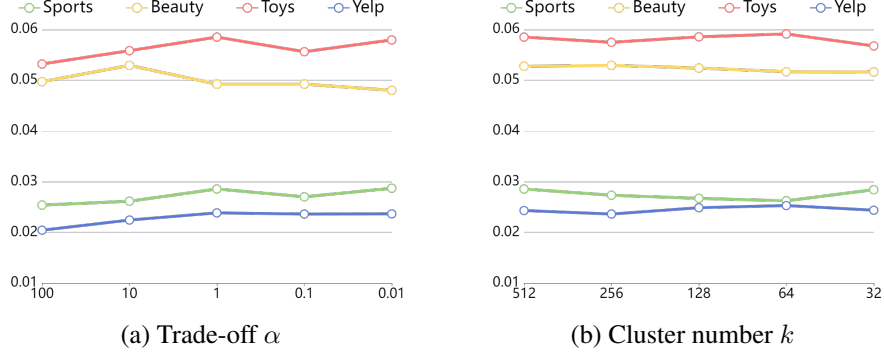 Sports Beauty Toys Yelp
0.06
0.05
0.04
0.03
0.02
0.01
100 10 1 0.1 0.01
(a) Trade-off α
Sports Beauty Toys Yelp
0.06
0.05
0.04
0.03
0.02
0.01
512 256 128 64 32
(b) Cluster number k